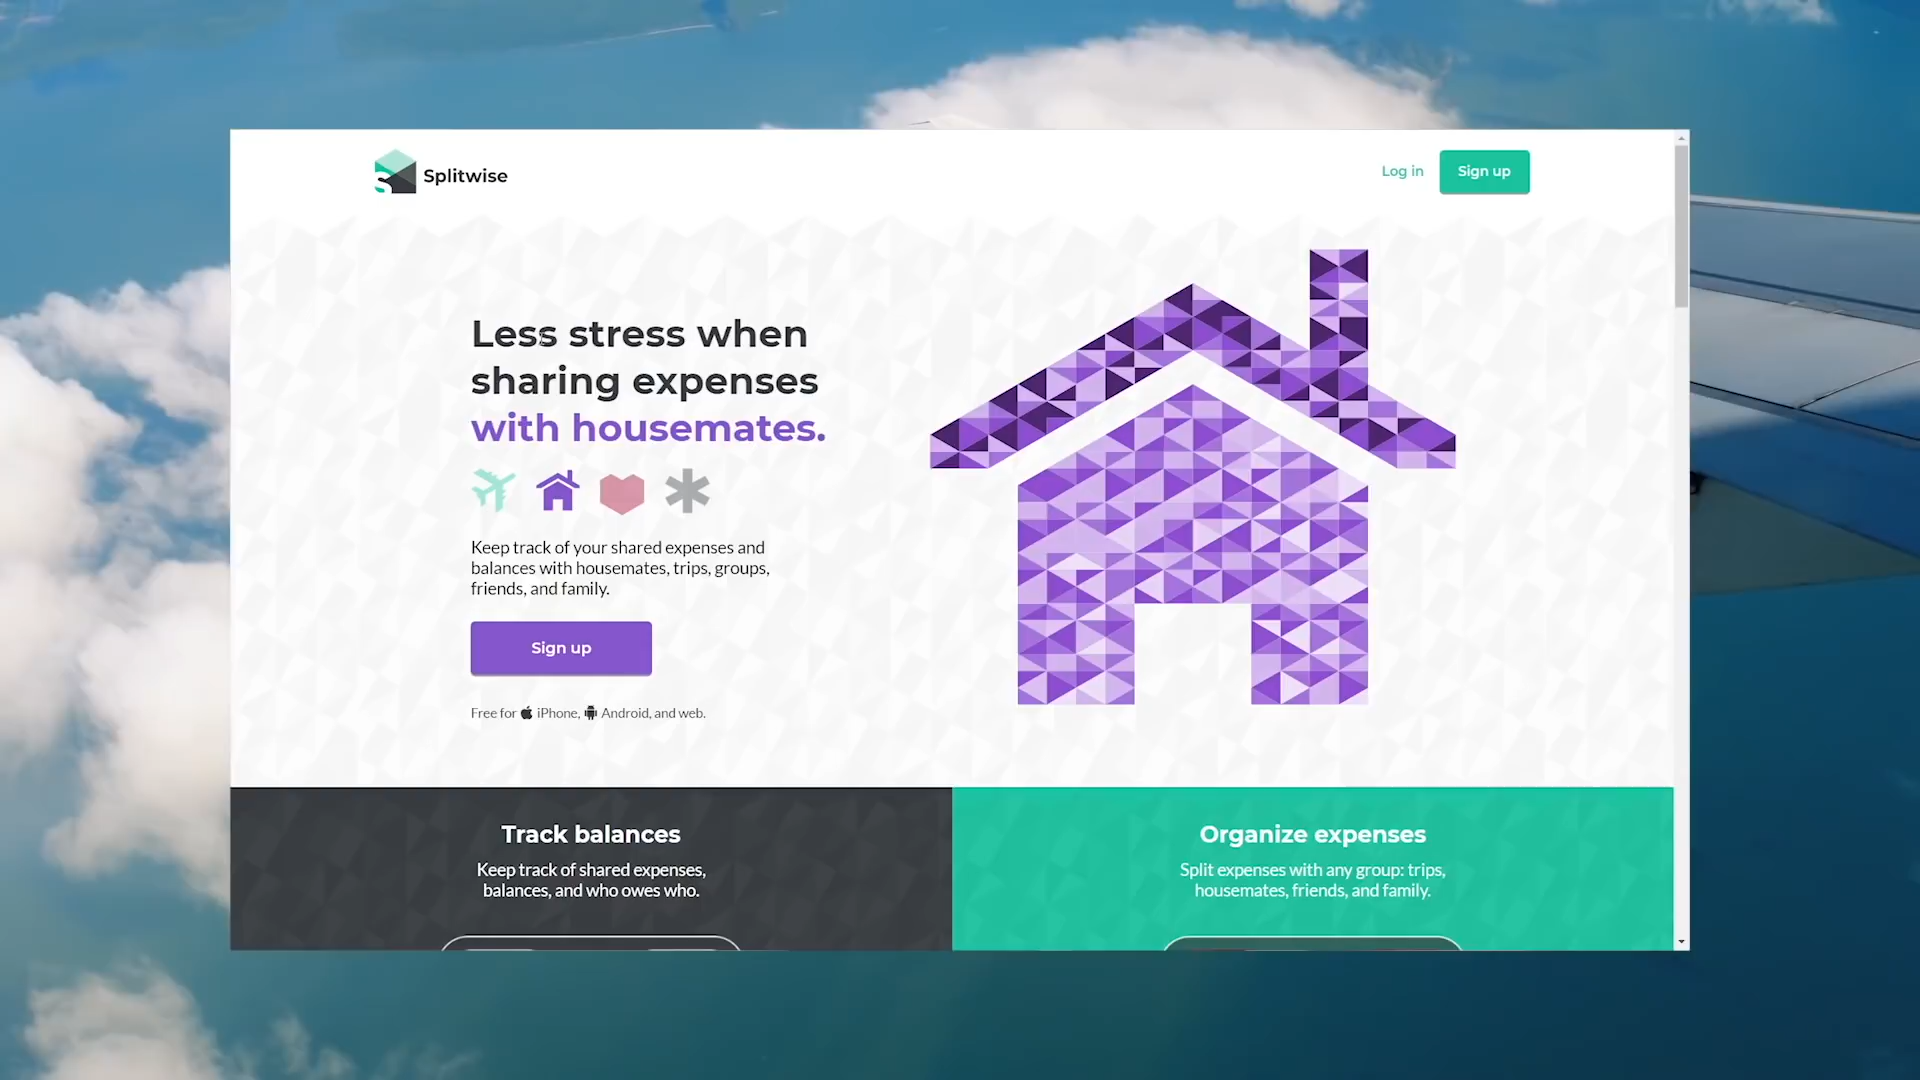 Splitwise
Log in
Sign up
Less stress when
sharing expenses
with housemates.
Keep track of your shared expenses and
balances with housemates, trips, groups,
friends, and family.
Sign up
Free for iPhone, Android, and web.
Track balances
Keep track of shared expenses,
balances, and who owes who.
Organize expenses
Split expenses with any group: trips,
housemates, friends, and family.